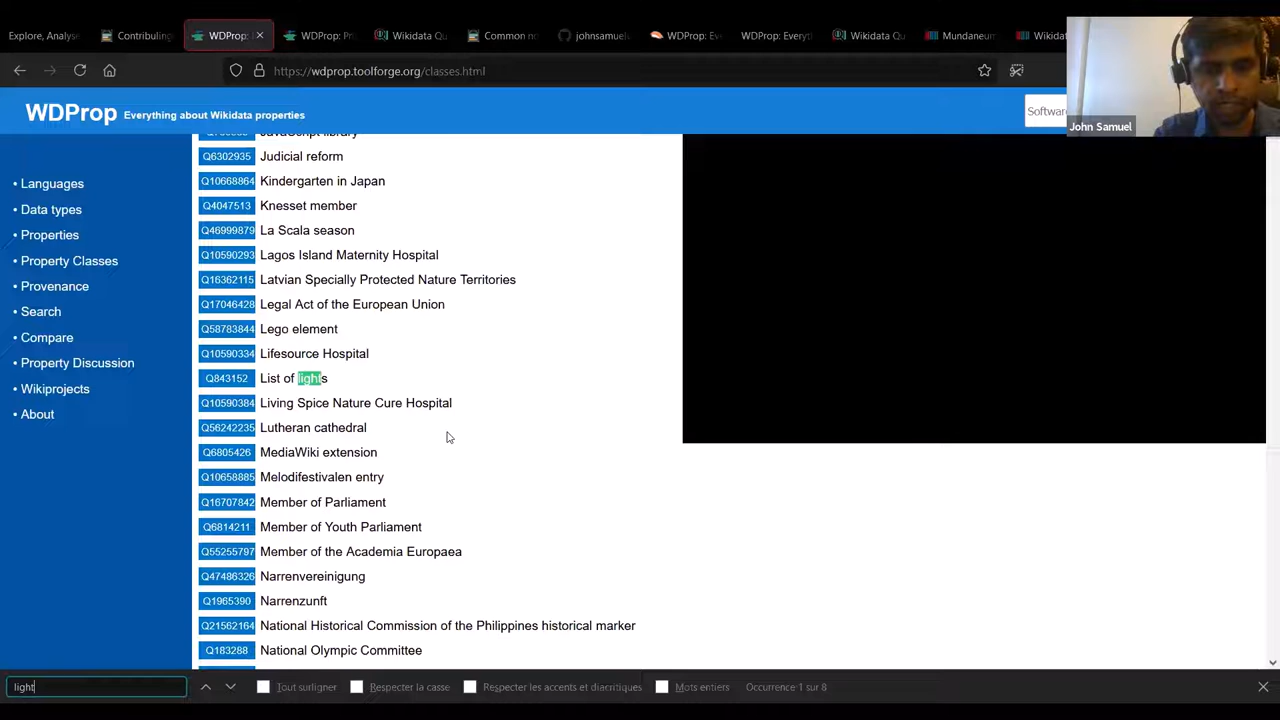 Explore, Analyse
Contributing
WDProp:
WDProp: Pr
Wikidata Qu
Common no
johnsamuel
WDProp: Eve
WDProp: Everyth
Wikidata Qu
Mundaneum
Wikidat
https://wdprop.toolforge.org/classes.html
WDProp Everything about Wikidata properties
Softwar
John Samuel
• Languages
• Data types
• Properties
• Property Classes
• Provenance
• Search
• Compare
• Property Discussion
• Wikiprojects
• About
JavaScript library
Q6302935 Judicial reform
Q10668864 Kindergarten in Japan
Q4047513 Knesset member
Q46999879 La Scala season
Q10590293 Lagos Island Maternity Hospital
Q16362115 Latvian Specially Protected Nature Territories
Q17046428 Legal Act of the European Union
Q58783844 Lego element
Q10590334 Lifesource Hospital
Q843152 List of lights
Q10590384 Living Spice Nature Cure Hospital
Q56242235 Lutheran cathedral
Q6805426 MediaWiki extension
Q10658885 Melodifestivalen entry
Q16707842 Member of Parliament
Q6814211 Member of Youth Parliament
Q55255797 Member of the Academia Europaea
Q47486326 Narrenvereinigung
Q1965390 Narrenzunft
Q21562164 National Historical Commission of the Philippines historical marker
Q183288 National Olympic Committee
light
Tout surligner
Respecter la casse
Respecter les accents et diacritiques
Mots entiers
Occurrence 1 sur 8